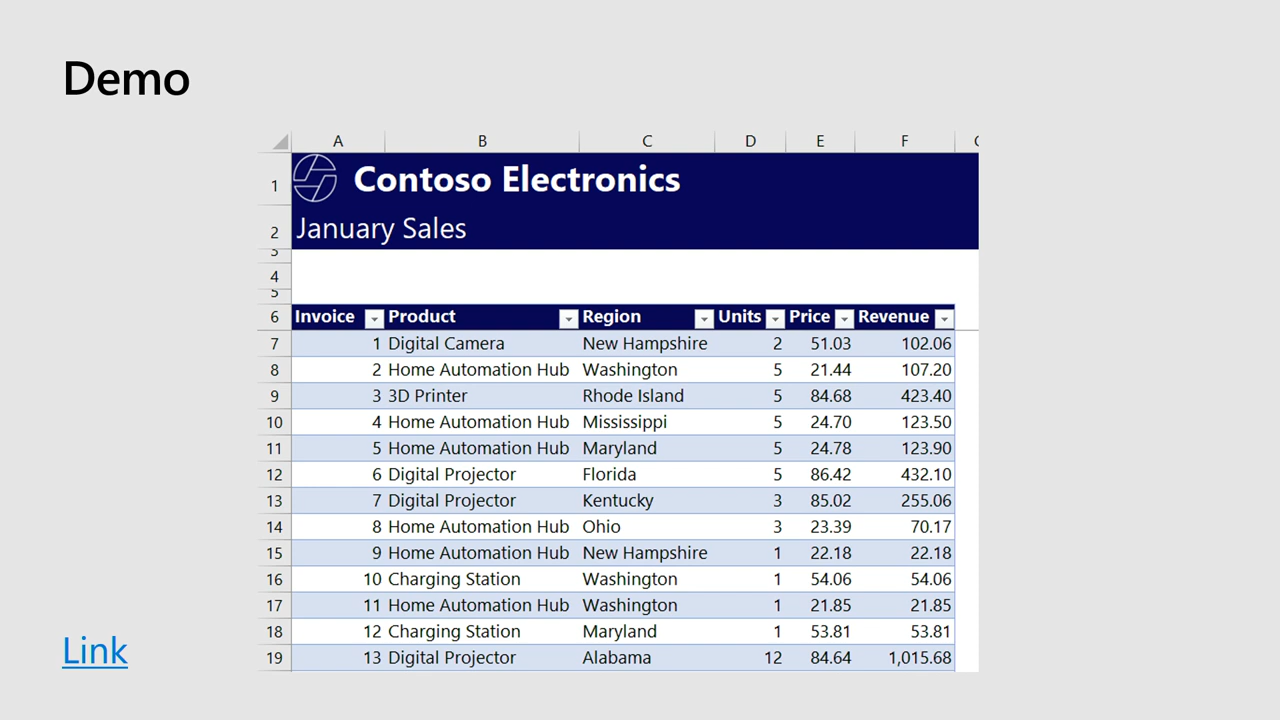 Demo
A B C D E F
1 Contoso Electronics
2 January Sales
3
4
5
6 Invoice Product Region Units Price Revenue
7 1 Digital Camera New Hampshire 2 51.03 102.06
8 2 Home Automation Hub Washington 5 21.44 107.20
9 3 3D Printer Rhode Island 5 84.68 423.40
10 4 Home Automation Hub Mississippi 5 24.70 123.50
11 5 Home Automation Hub Maryland 5 24.78 123.90
12 6 Digital Projector Florida 5 86.42 432.10
13 7 Digital Projector Kentucky 3 85.02 255.06
14 8 Home Automation Hub Ohio 3 23.39 70.17
15 9 Home Automation Hub New Hampshire 1 22.18 22.18
16 10 Charging Station Washington 1 54.06 54.06
17 11 Home Automation Hub Washington 1 21.85 21.85
18 12 Charging Station Maryland 1 53.81 53.81
19 13 Digital Projector Alabama 12 84.64 1,015.68
Link